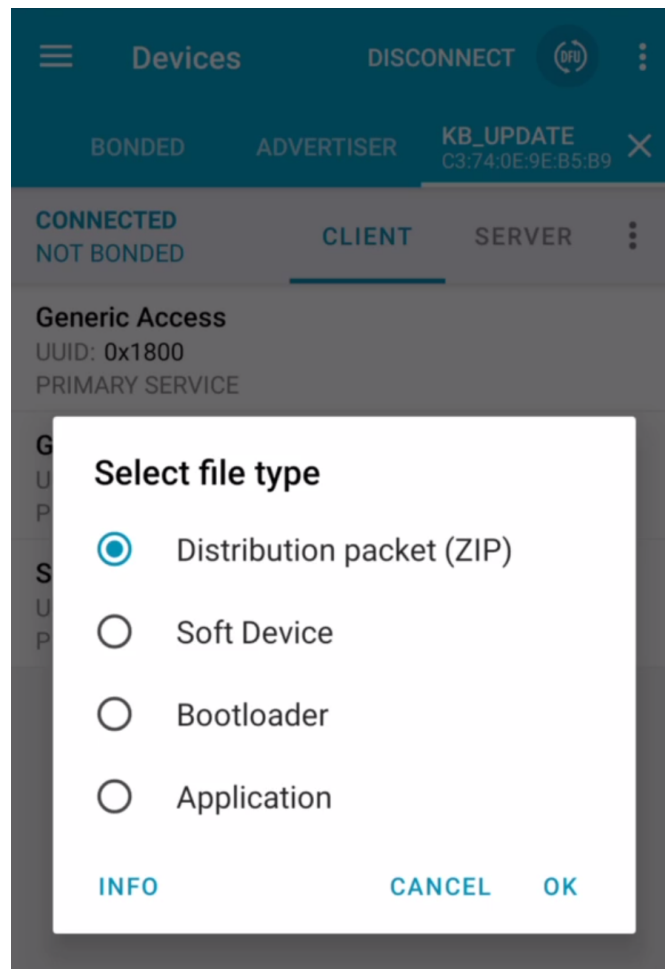 Devices
DISCONNECT
DFU
BONDED
ADVERTISER
KB_UPDATE
C3:74:0E:9E:B5:B9
CONNECTED
NOT BONDED
CLIENT
SERVER
Generic Access
UUID: 0x1800
PRIMARY SERVICE
G
U
P
S
U
P
Select file type
Distribution packet (ZIP)
Soft Device
Bootloader
Application
INFO
CANCEL
OK